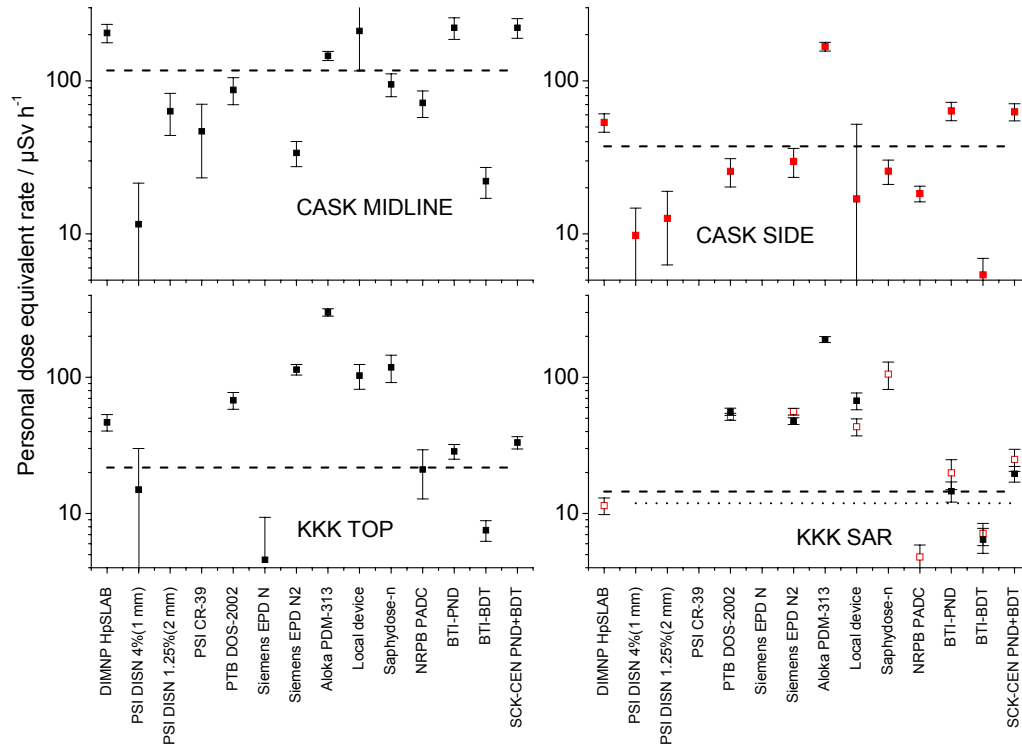 Personal dose equivalent rate / µSv h⁻¹
100
10
CASK MIDLINE
CASK SIDE
100
10
KKK TOP
100
10
KKK SAR
DIMNP HpSLAB
PSI DISN 4%(1 mm)
PSI DISN 1.25%(2 mm)
PSI CR-39
PTB DOS-2002
Siemens EPD N
Siemens EPD N2
Aloka PDM-313
Local device
Saphydose-n
NRPB PADC
BTI-PND
BTI-BDT
SCK-CEN PND+BDT
DIMNP HpSLAB
PSI DISN 4%(1 mm)
PSI DISN 1.25%(2 mm)
PSI CR-39
PTB DOS-2002
Siemens EPD N
Siemens EPD N2
Aloka PDM-313
Local device
Saphydose-n
NRPB PADC
BTI-PND
BTI-BDT
SCK-CEN PND+BDT